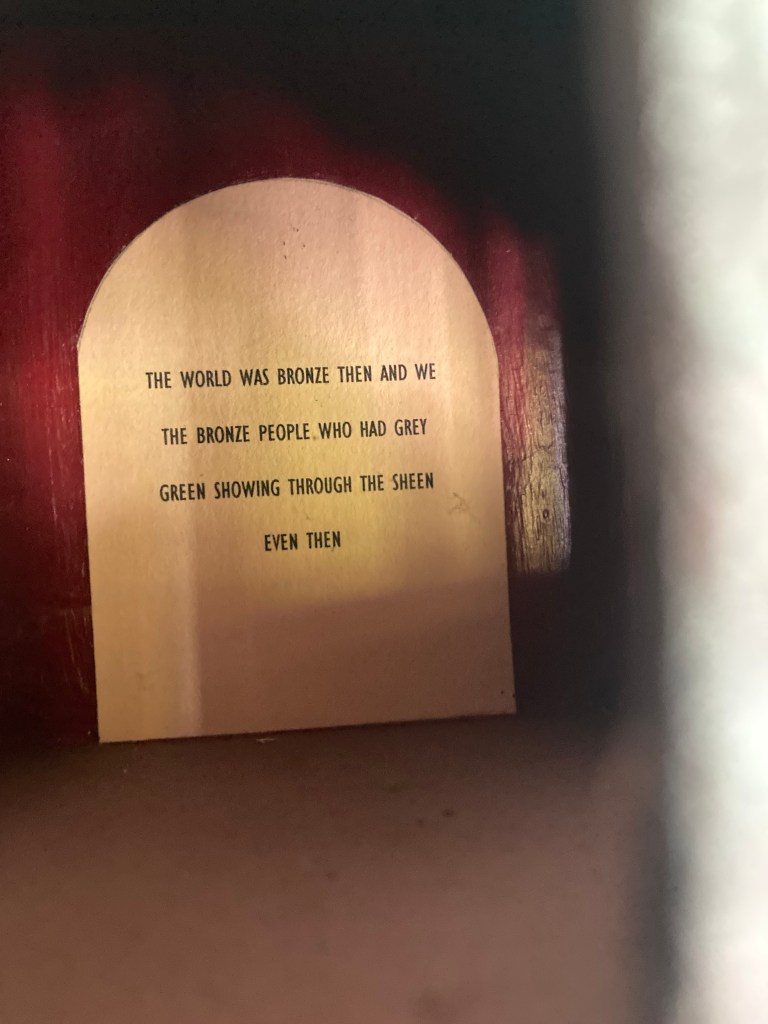 THE WORLD WAS BRONZE THEN AND WE
THE BRONZE PEOPLE WHO HAD GREY
GREEN SHOWING THROUGH THE SHEEN
EVEN THEN